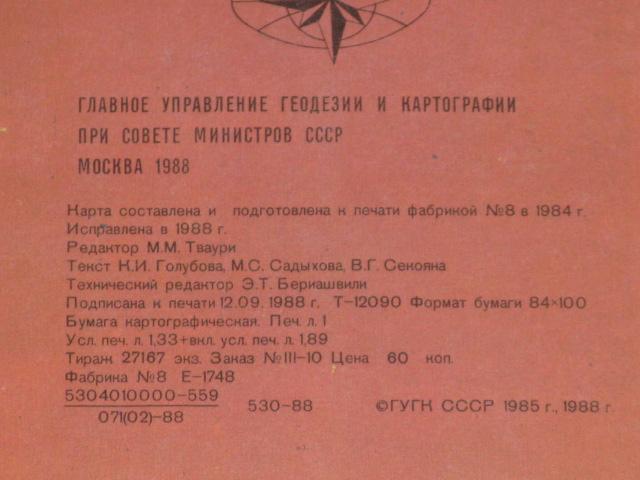 ГЛАВНОЕ УПРАВЛЕНИЕ ГЕОДЕЗИИ И КАРТОГРАФИИ
ПРИ СОВЕТЕ МИНИСТРОВ СССР
МОСКВА 1988
Карта составлена и подготовлена к печати фабрикой №8 в 1984 г.
Исправлена в 1988 г.
Редактор М.М. Тваури
Текст К.И. Голубова, М.С. Садыхова, В.Г. Секояна
Технический редактор Э.Т. Бериашвили
Подписана к печати 12.09. 1988 г. Т-12090 Формат бумаги 84×100
Бумага картографическая. Печ. л. 1
Усл. печ. л. 1,33+вкл. усл. печ. л. 1,89
Тираж 27167 экз. Заказ №III-10 Цена 60 коп.
Фабрика №8 Е-1748
5304010000-559
071(02)-88
530-88
©ГУГК СССР 1985 г., 1988 г.